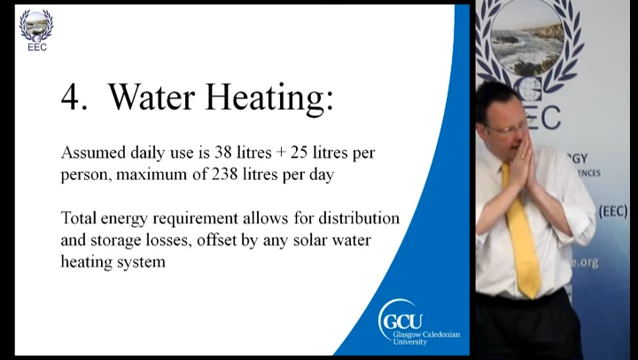 EEC
4. Water Heating:
Assumed daily use is 38 litres + 25 litres per
person, maximum of 238 litres per day
Total energy requirement allows for distribution
and storage losses, offset by any solar water
heating system
GCU
Glasgow Caledonian
University
EC
GY
ENCES
(EEC)
e.org